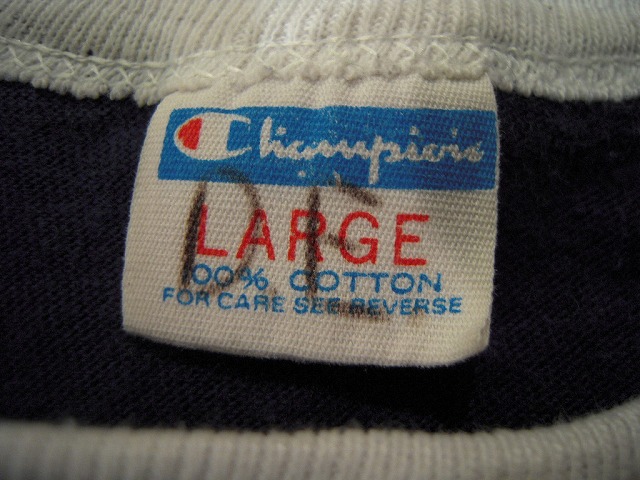 Champion
LARGE
D.E
100% COTTON
FOR CARE SEE REVERSE